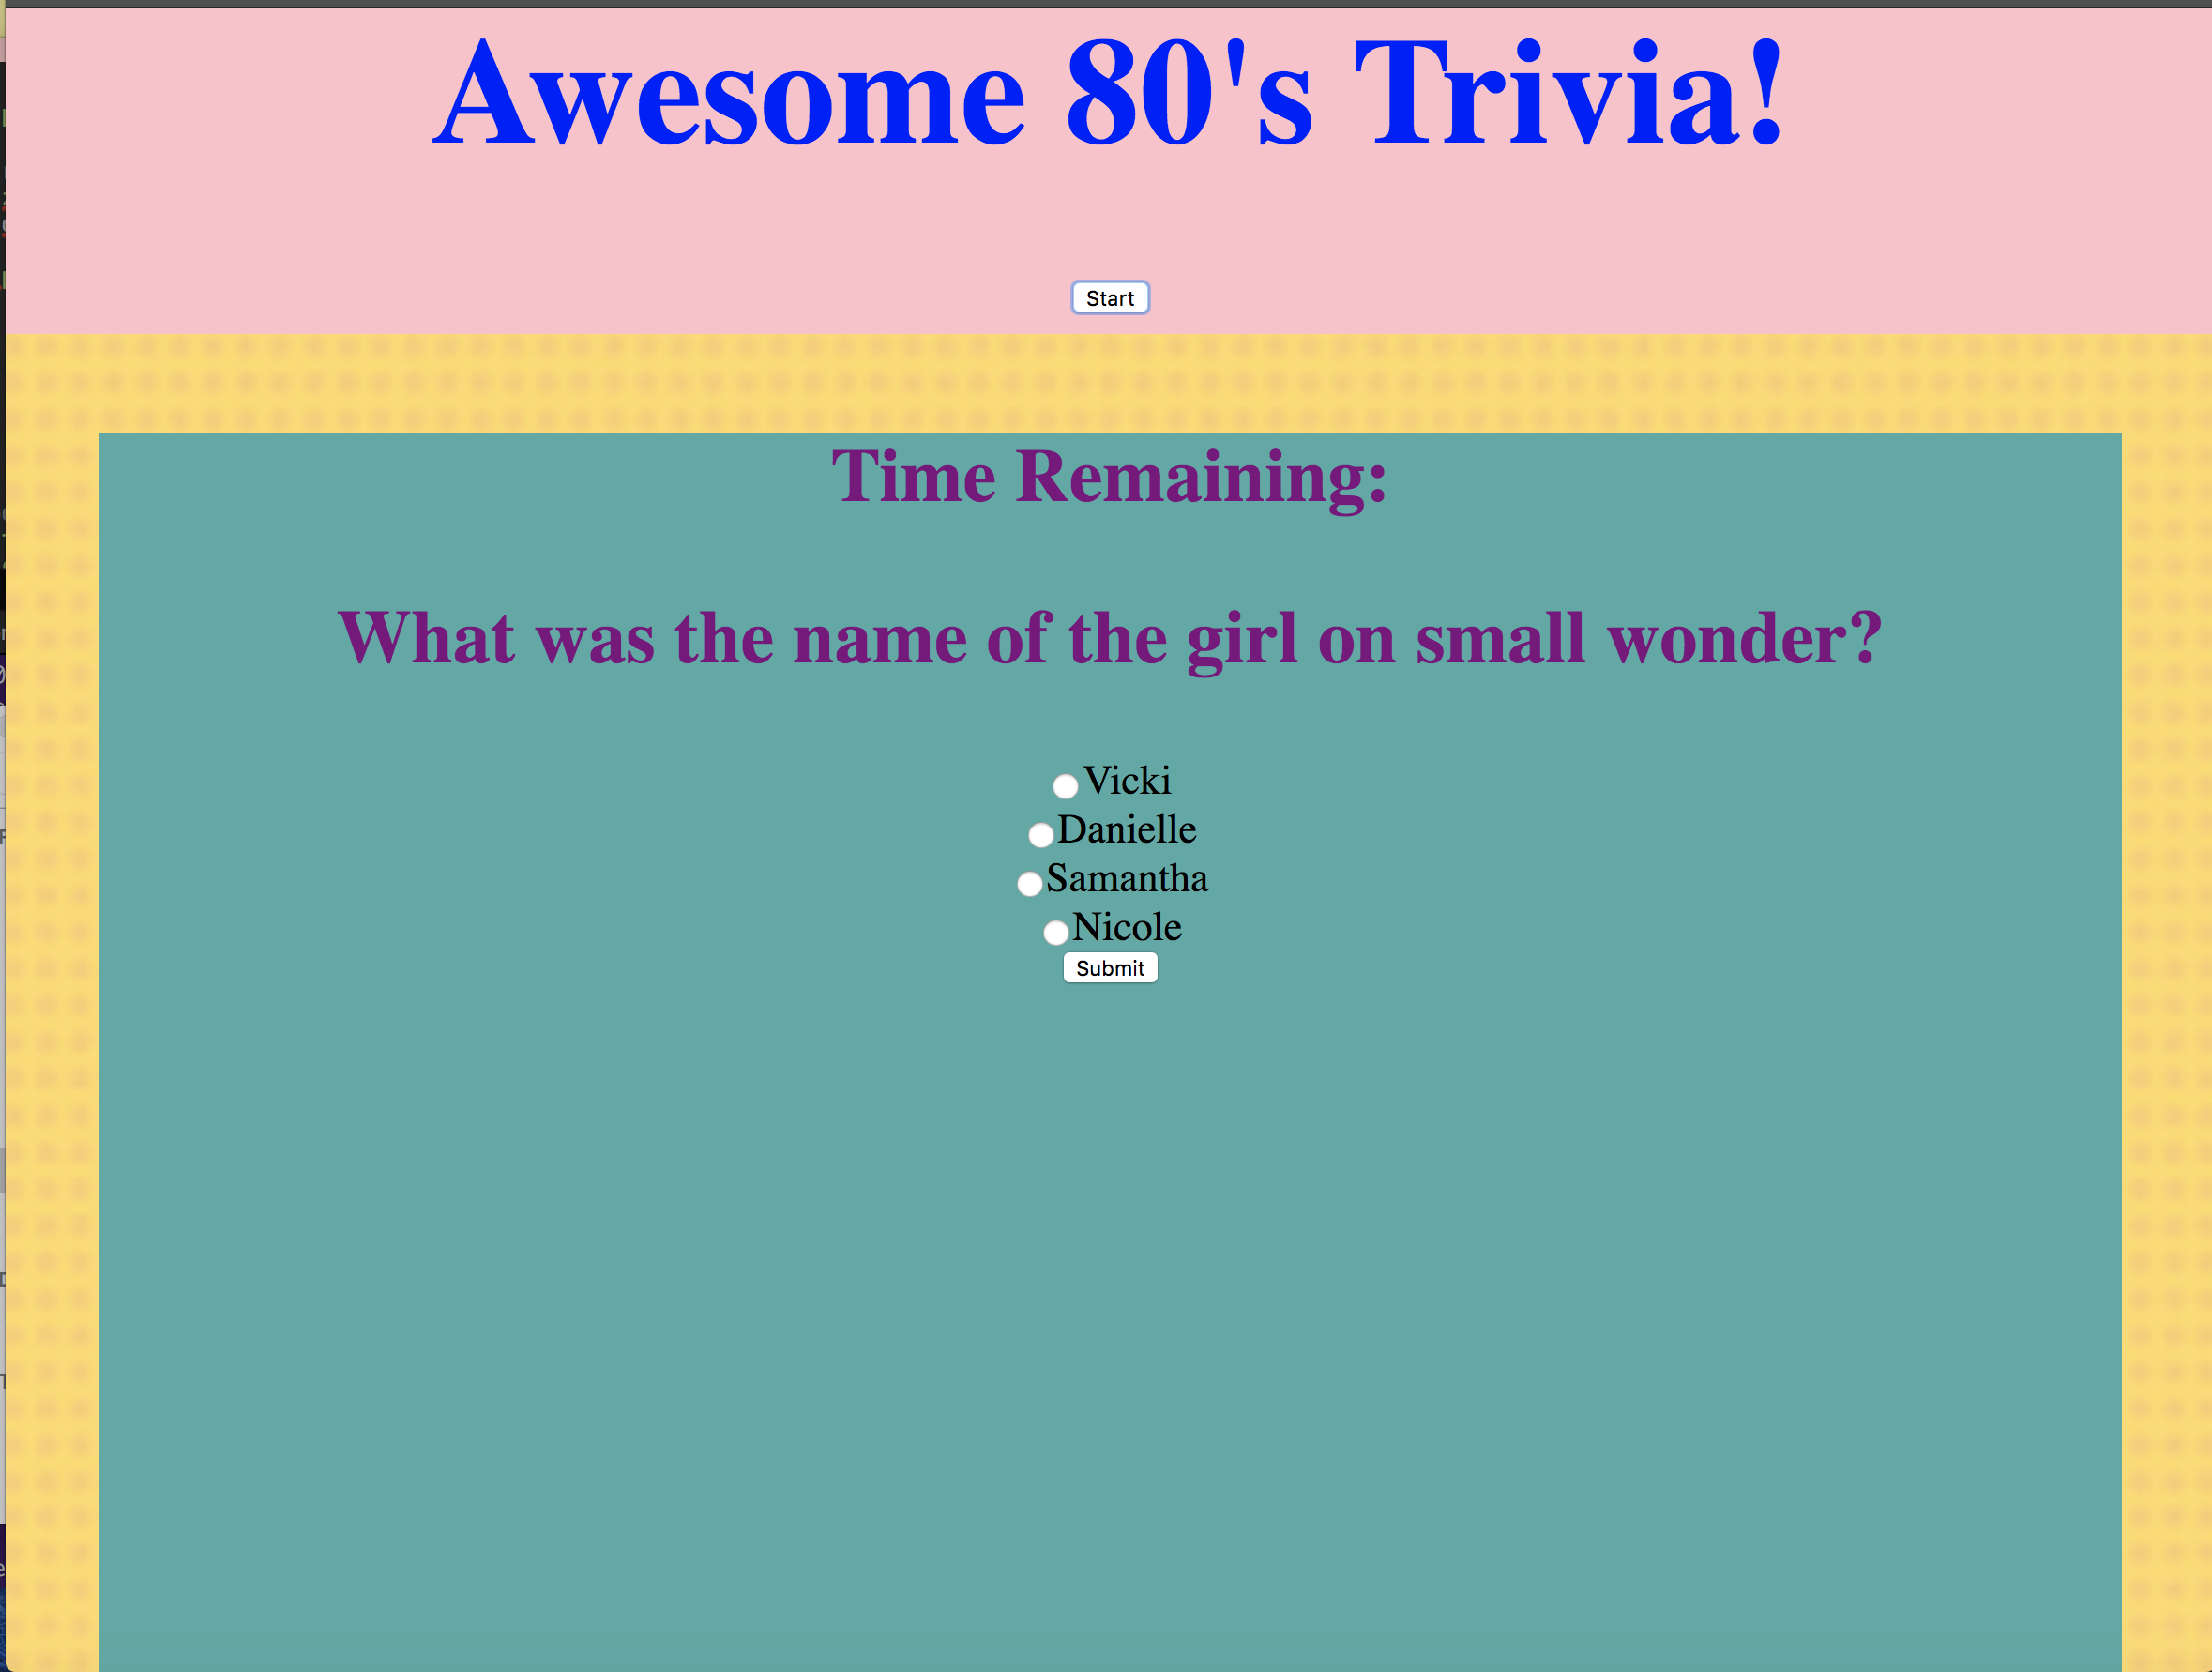 Awesome 80's Trivia!
Start
Time Remaining:
What was the name of the girl on small wonder?
Vicki
Danielle
Samantha
Nicole
Submit